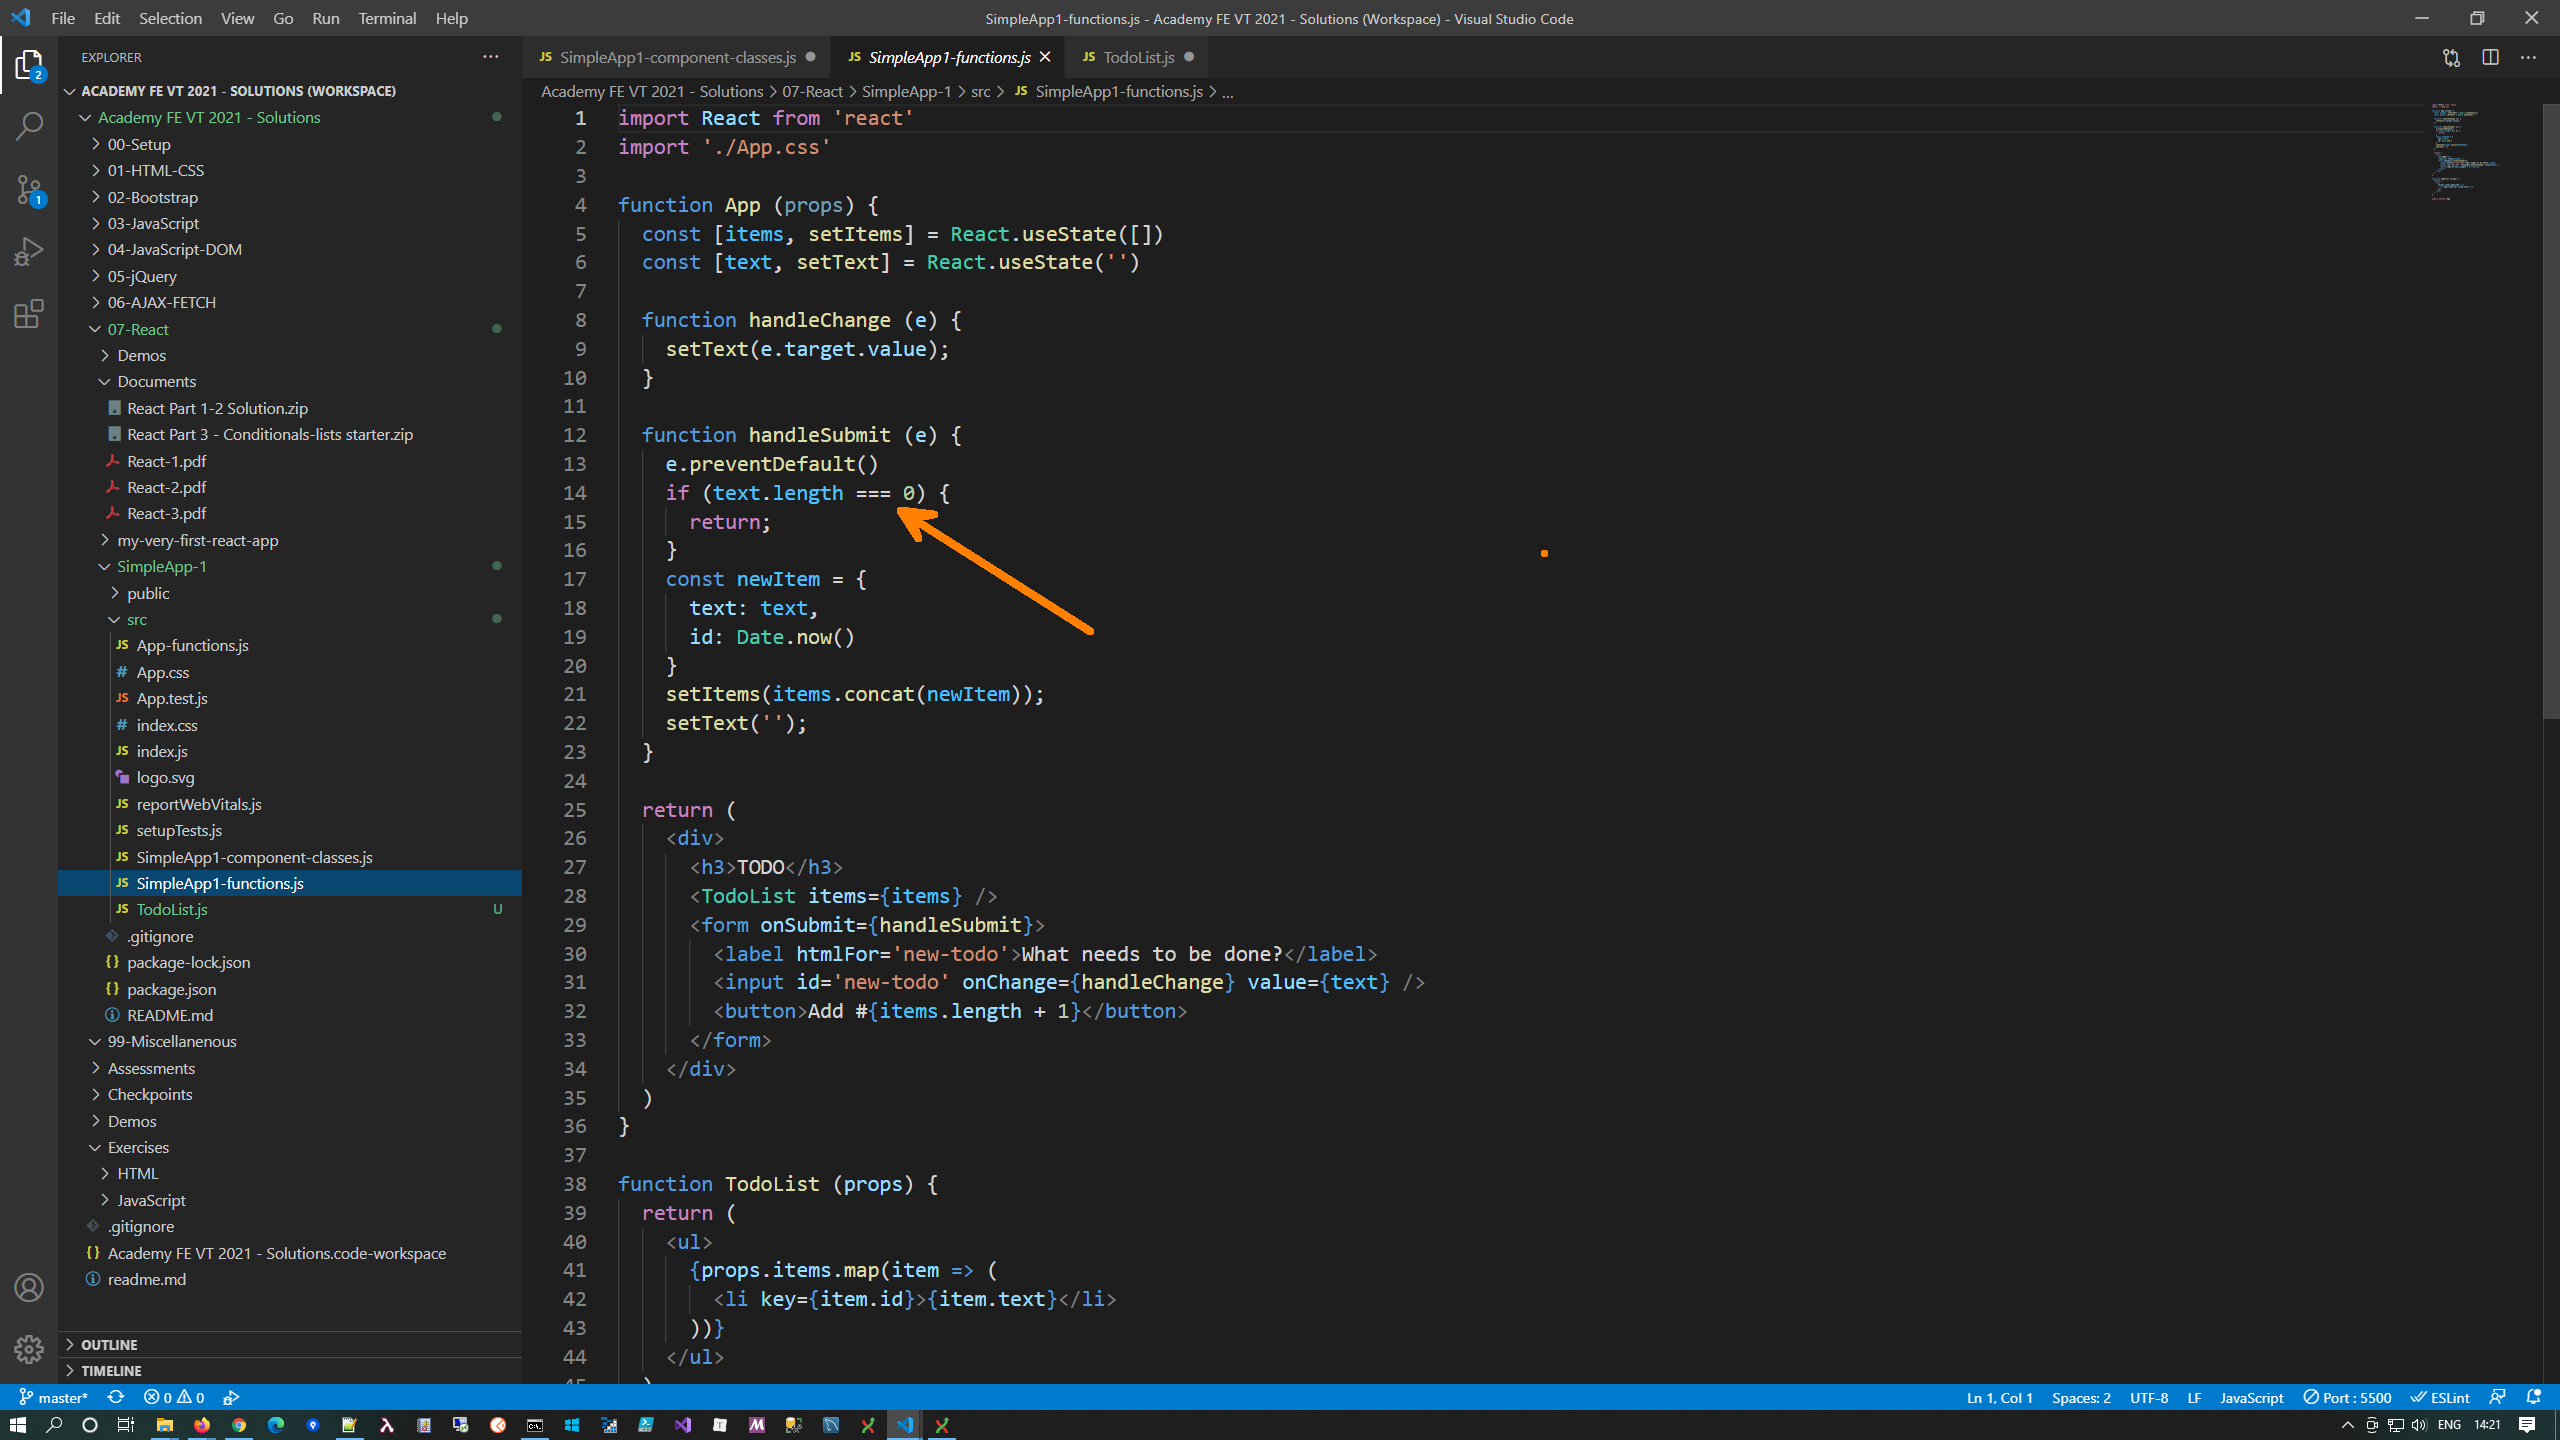 File Edit Selection View Go Run Terminal Help
SimpleApp1-functions.js - Academy FE VT 2021 - Solutions (Workspace) - Visual Studio Code
EXPLORER
ACADEMY FE VT 2021 - SOLUTIONS (WORKSPACE)
Academy FE VT 2021 - Solutions
00-Setup
01-HTML-CSS
02-Bootstrap
03-JavaScript
04-JavaScript-DOM
05-jQuery
06-AJAX-FETCH
07-React
Demos
Documents
React Part 1-2 Solution.zip
React Part 3 - Conditionals-lists starter.zip
React-1.pdf
React-2.pdf
React-3.pdf
my-very-first-react-app
SimpleApp-1
public
src
JS App-functions.js
# App.css
JS App.test.js
# index.css
JS index.js
logo.svg
JS reportWebVitals.js
JS setupTests.js
JS SimpleApp1-component-classes.js
JS SimpleApp1-functions.js
JS TodoList.js U
.gitignore
{} package-lock.json
{} package.json
README.md
99-Miscellanenous
Assessments
Checkpoints
Demos
Exercises
HTML
JavaScript
.gitignore
{} Academy FE VT 2021 - Solutions.code-workspace
readme.md
OUTLINE
TIMELINE
2
1
JS SimpleApp1-component-classes.js JS SimpleApp1-functions.js JS TodoList.js
Academy FE VT 2021 - Solutions > 07-React > SimpleApp-1 > src > JS SimpleApp1-functions.js > ...
1 import React from 'react'
2 import './App.css'
3
4 function App (props) {
5 const [items, setItems] = React.useState([])
6 const [text, setText] = React.useState('')
7
8 function handleChange (e) {
9 setText(e.target.value);
10 }
11
12 function handleSubmit (e) {
13 e.preventDefault()
14 if (text.length === 0) {
15 return;
16 }
17 const newItem = {
18 text: text,
19 id: Date.now()
20 }
21 setItems(items.concat(newItem));
22 setText('');
23 }
24
25 return (
26 <div>
27 <h3>TODO</h3>
28 <TodoList items={items} />
29 <form onSubmit={handleSubmit}>
30 <label htmlFor='new-todo'>What needs to be done?</label>
31 <input id='new-todo' onChange={handleChange} value={text} />
32 <button>Add #{items.length + 1}</button>
33 </form>
34 </div>
35 )
36 }
37
38 function TodoList (props) {
39 return (
40 <ul>
41 {props.items.map(item => (
42 <li key={item.id}>{item.text}</li>
43 ))}
44 </ul>
master* 0 0
Ln 1, Col 1 Spaces: 2 UTF-8 LF JavaScript Port : 5500 ESLint
ENG 14:21